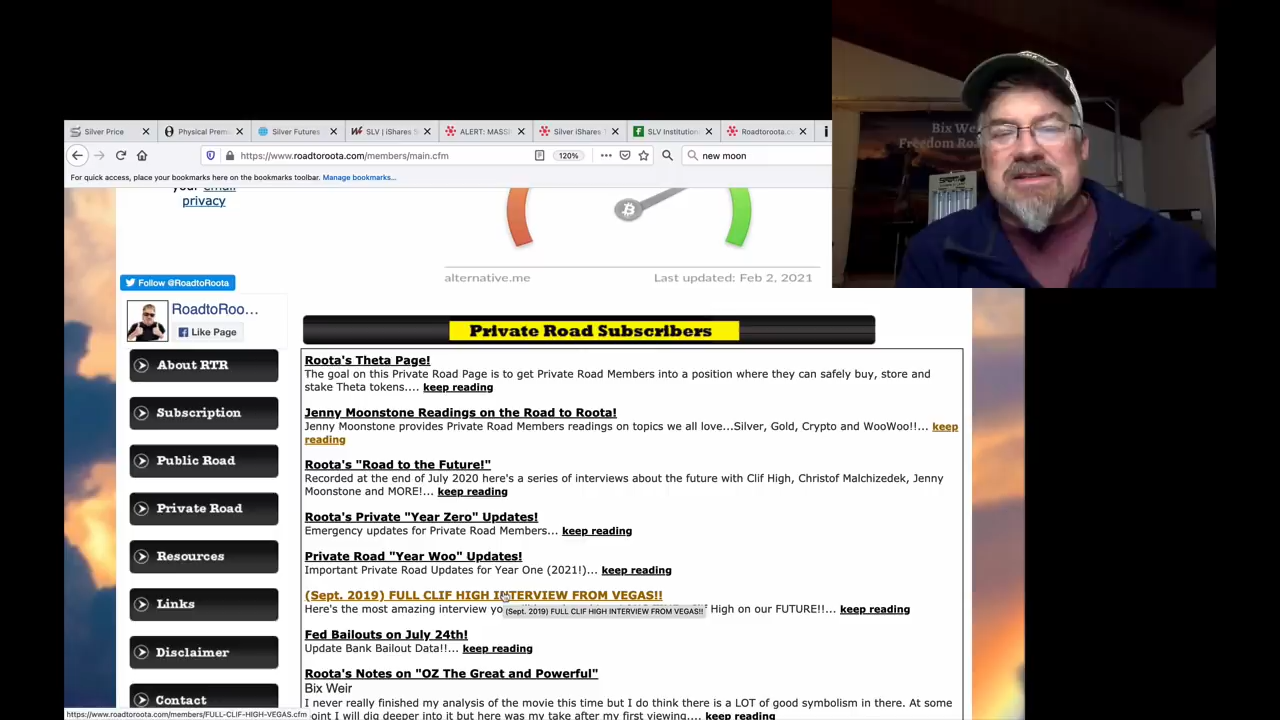 Silver Price
Physical Prem
Silver Futures
SLV | iShares S
ALERT: MASS
Silver iShares
SLV Institution
Roadtoroota.c
https://www.roadtoroota.com/members/main.cfm
120%
new moon
For quick access, place your bookmarks here on the bookmarks toolbar. Manage bookmarks...
Bix Wei
Freedom Roa
your email
privacy
alternative.me
Last updated: Feb 2, 2021
Follow @RoadtoRoota
RoadtoRoo...
Like Page
About RTR
Subscription
Public Road
Private Road
Resources
Links
Disclaimer
Contact
Private Road Subscribers
Roota's Theta Page!
The goal on this Private Road Page is to get Private Road Members into a position where they can safely buy, store and
stake Theta tokens.... keep reading
Jenny Moonstone Readings on the Road to Roota!
Jenny Moonstone provides Private Road Members readings on topics we all love...Silver, Gold, Crypto and WooWoo!!... keep
reading
Roota's "Road to the Future!"
Recorded at the end of July 2020 here's a series of interviews about the future with Clif High, Christof Malchizedek, Jenny
Moonstone and MORE!... keep reading
Roota's Private "Year Zero" Updates!
Emergency updates for Private Road Members... keep reading
Private Road "Year Woo" Updates!
Important Private Road Updates for Year One (2021!)... keep reading
(Sept. 2019) FULL CLIF HIGH INTERVIEW FROM VEGAS!!
Here's the most amazing interview yo High on our FUTURE!!... keep reading
(Sept. 2019) FULL CLIF HIGH INTERVIEW FROM VEGAS!!
Fed Bailouts on July 24th!
Update Bank Bailout Data!!... keep reading
Roota's Notes on "OZ The Great and Powerful"
Bix Weir
I never really finished my analysis of the movie this time but I do think there is a LOT of good symbolism in there. At some
point I will dig deeper into it but here was my take after my first viewing.... keep reading
https://www.roadtoroota.com/members/FULL-CLIF-HIGH-VEGAS.cfm